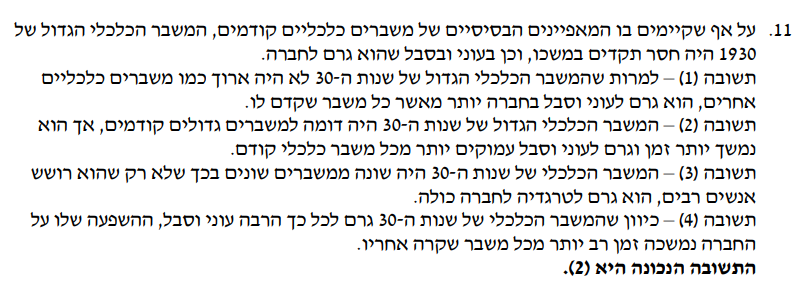 11. על אף שקיימים בו המאפיינים הבסיסיים של משברים כלכליים קודמים, המשבר הכלכלי הגדול של
1930 היה חסר תקדים במשכו, וכן בעוני ובסבל שהוא גרם לחברה.
תשובה (1) – למרות שהמשבר הכלכלי הגדול של שנות ה-30 לא היה ארוך כמו משברים כלכליים
אחרים, הוא גרם לעוני וסבל בחברה יותר מאשר כל משבר שקדם לו.
תשובה (2) – המשבר הכלכלי הגדול של שנות ה-30 היה דומה למשברים גדולים קודמים, אך הוא
נמשך יותר זמן וגרם לעוני וסבל עמוקים יותר מכל משבר כלכלי קודם.
תשובה (3) – המשבר הכלכלי של שנות ה-30 היה שונה ממשברים שונים בכך שלא רק שהוא רושש
אנשים רבים, הוא גרם לטרגדיה לחברה כולה.
תשובה (4) – כיוון שהמשבר הכלכלי של שנות ה-30 גרם לכל כך הרבה עוני וסבל, ההשפעה שלו על
החברה נמשכה זמן רב יותר מכל משבר שקרה אחריו.
התשובה הנכונה היא (2).